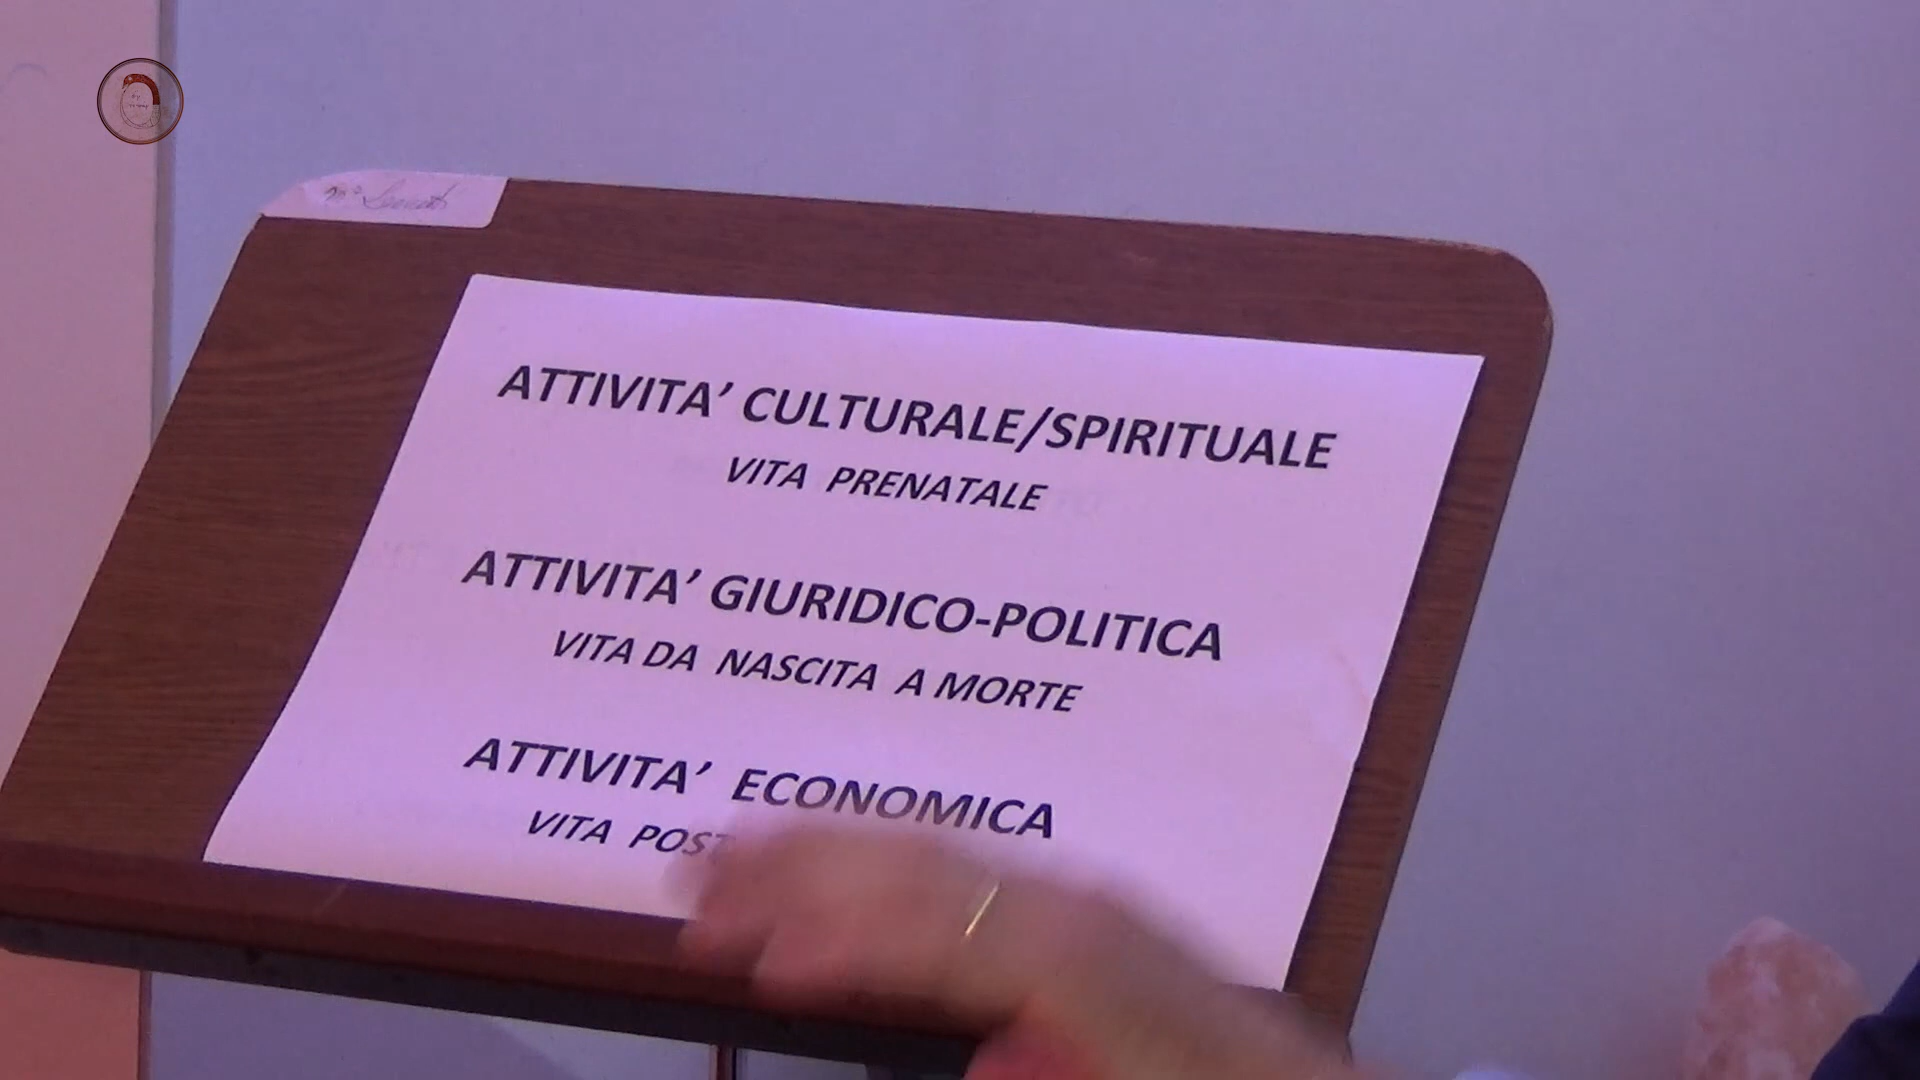 ATTIVITA’ CULTURALE/SPIRITUALE
VITA PRENATALE
ATTIVITA’ GIURIDICO-POLITICA
VITA DA NASCITA A MORTE
ATTIVITA’ ECONOMICA
VITA POST